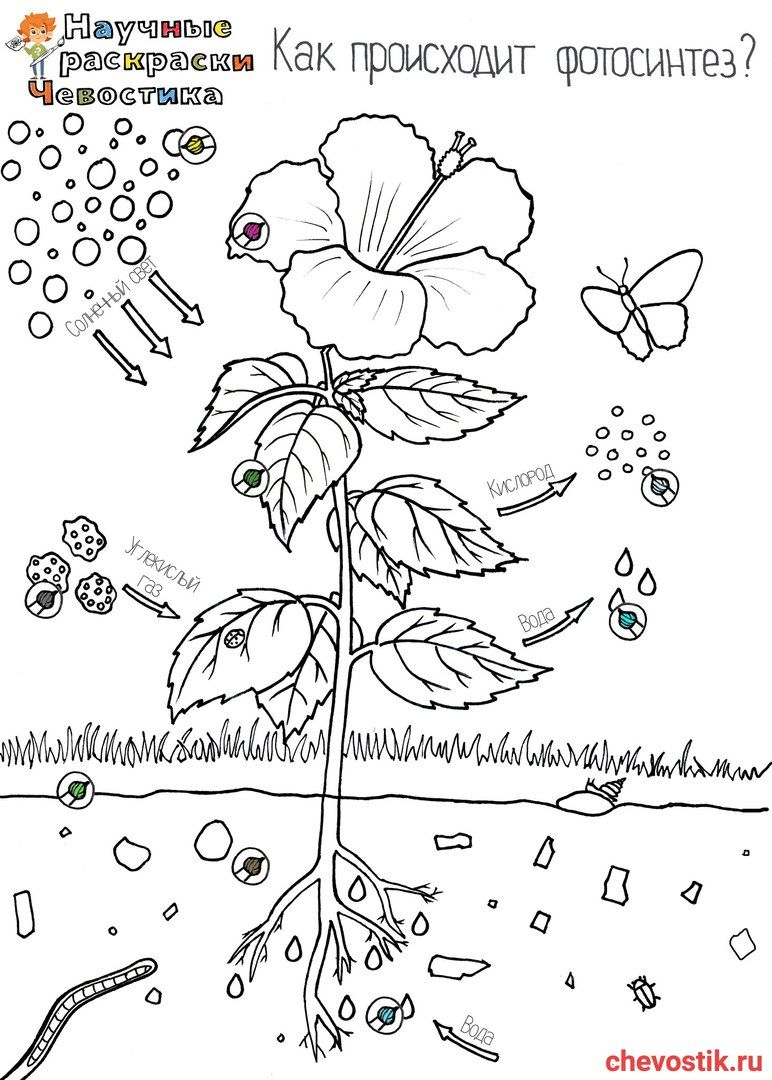 Научные
раскраски
Чевостика
Как происходит фотосинтез?
Солнечный свет
Кислород
Углекислый
газ
Вода
Вода
chevostik.ru